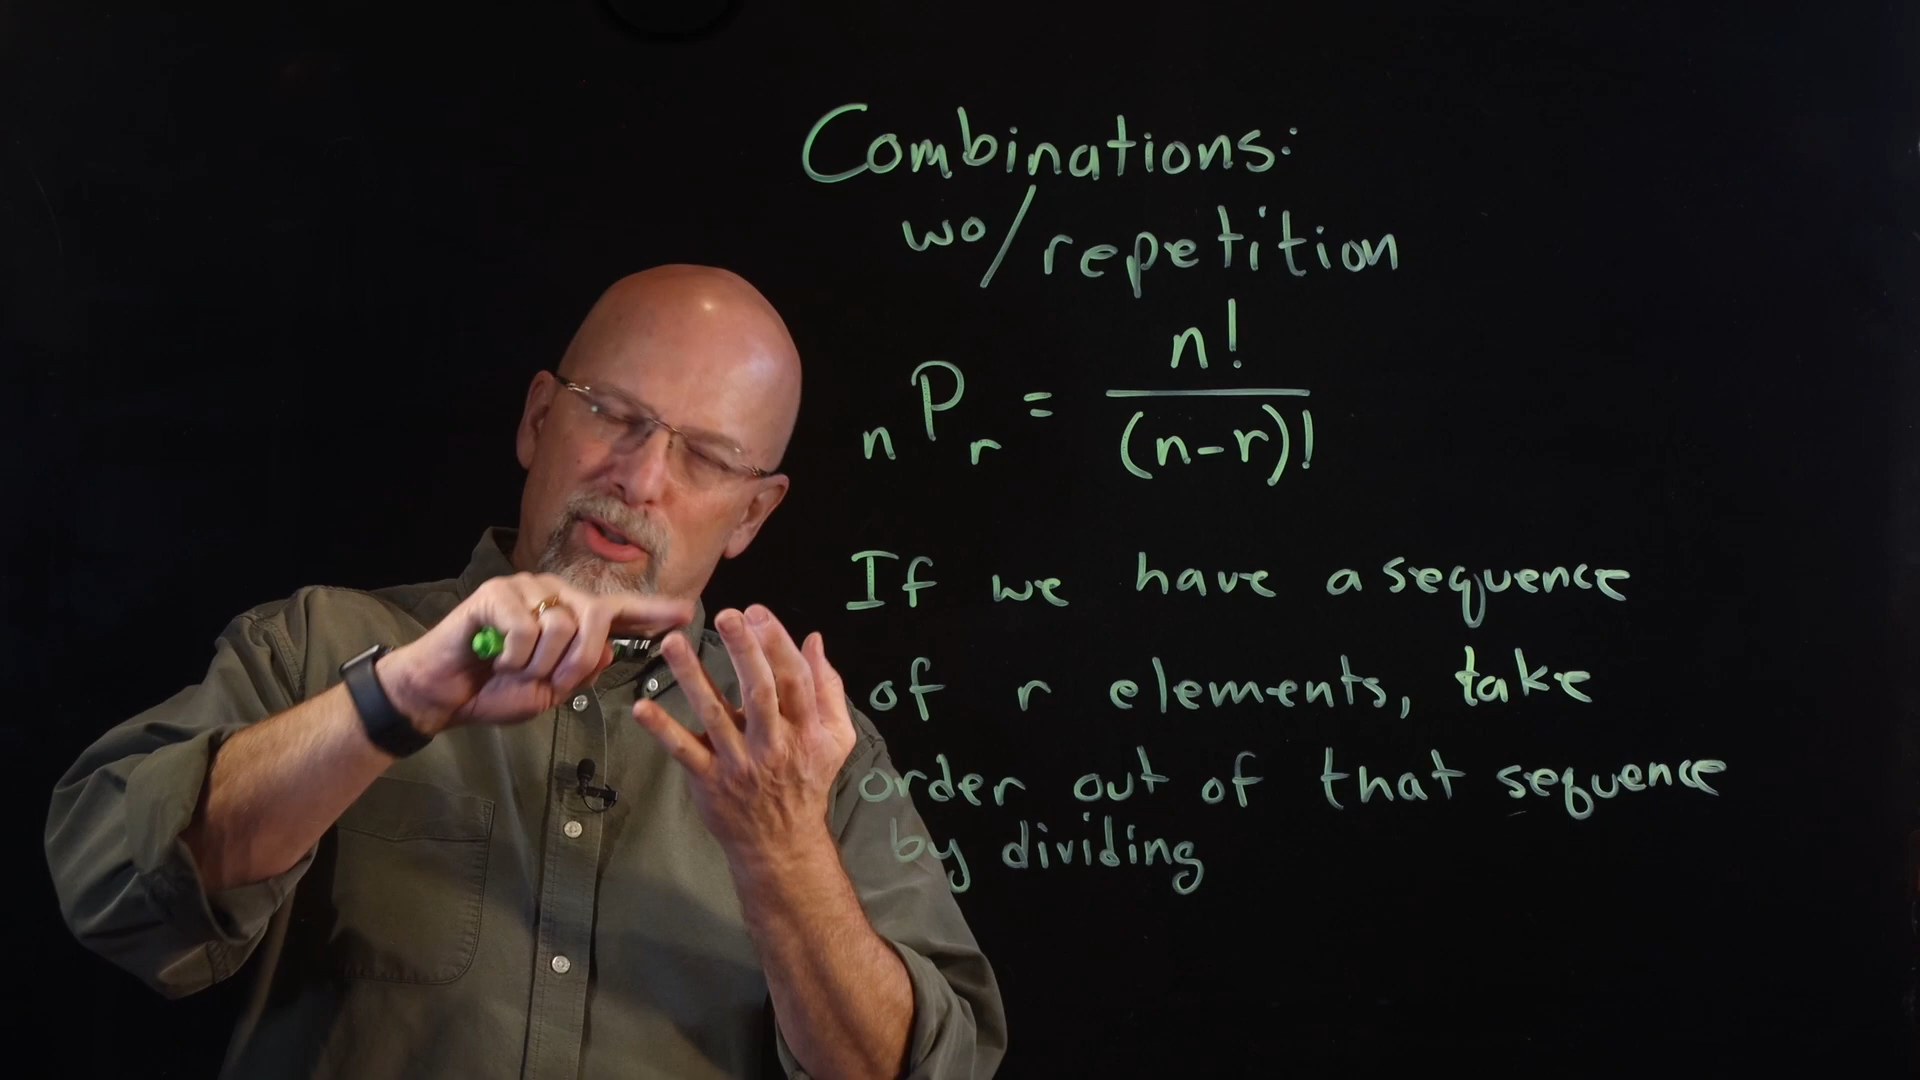 Combinations:
wo/repetition
nPr = n! / (n-r)!
If we have a sequence
of r elements, take
order out of that sequence
by dividing